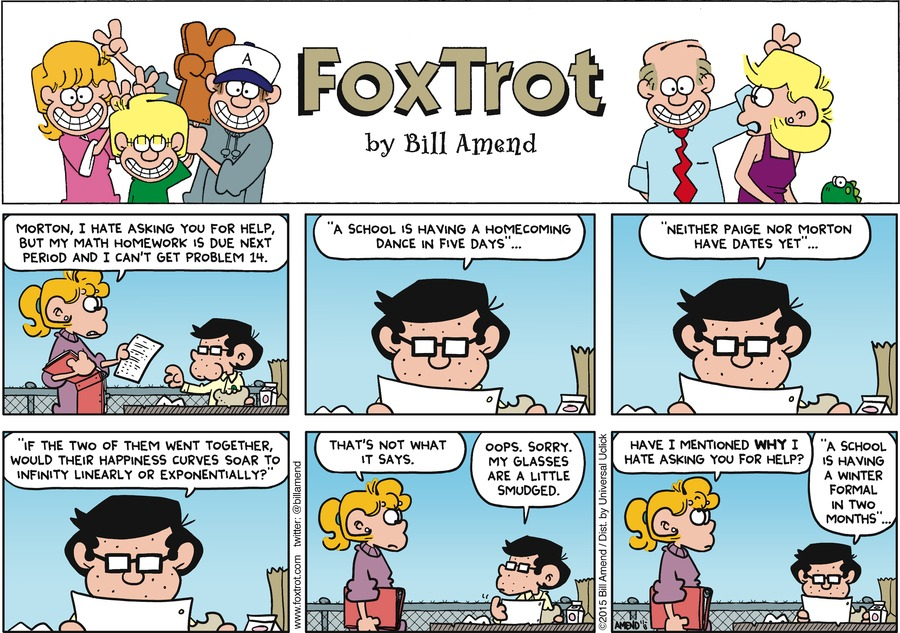 A
FoxTrot
by Bill Amend
MORTON, I HATE ASKING YOU FOR HELP,
BUT MY MATH HOMEWORK IS DUE NEXT
PERIOD AND I CAN'T GET PROBLEM 14.
"A SCHOOL IS HAVING A HOMECOMING
DANCE IN FIVE DAYS"...
"NEITHER PAIGE NOR MORTON
HAVE DATES YET"...
"IF THE TWO OF THEM WENT TOGETHER,
WOULD THEIR HAPPINESS CURVES SOAR TO
INFINITY LINEARLY OR EXPONENTIALLY?"
www.foxtrot.com twitter: @billamend
THAT'S NOT WHAT
IT SAYS.
OOPS. SORRY.
MY GLASSES
ARE A LITTLE
SMUDGED.
©2015 Bill Amend / Dist. by Universal Uclick
HAVE I MENTIONED WHY I
HATE ASKING YOU FOR HELP?
"A SCHOOL
IS HAVING
A WINTER
FORMAL
IN TWO
MONTHS"...
AMEND